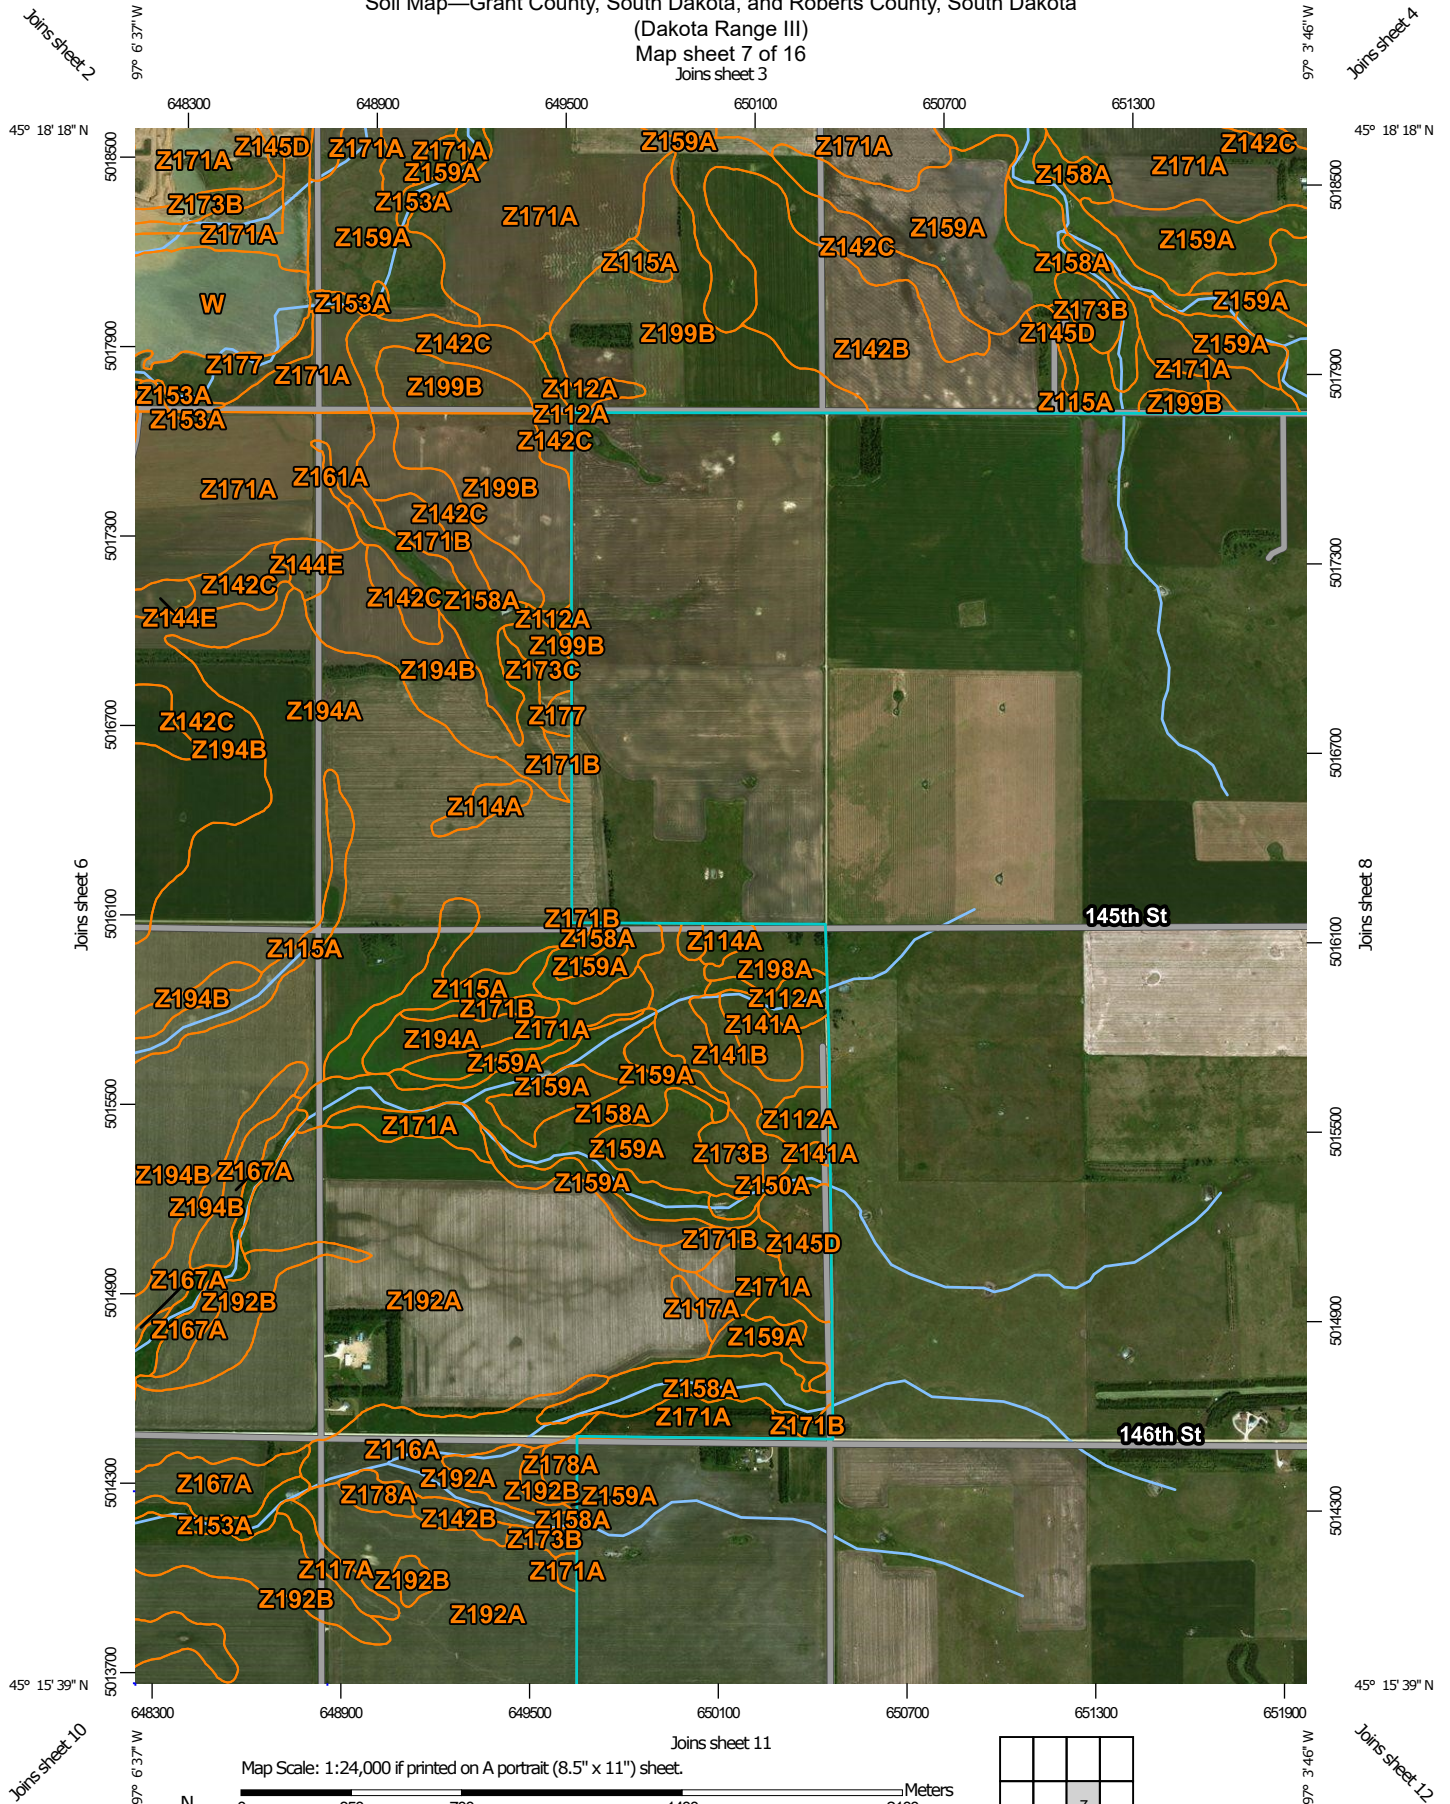 Soil Map—Grant County, South Dakota, and Roberts County, South Dakota
(Dakota Range III)
Map sheet 7 of 16
Joins sheet 3
Joins sheet 2
97° 6' 37'' W
97° 3' 46'' W
Joins sheet 4
648300 648900 649500 650100 650700 651300
45° 18' 18'' N
45° 18' 18'' N
5018500
5017900
5017300
5016700
5016100
5015500
5014900
5014300
5013700
5018500
5017900
5017300
5016700
5016100
5015500
5014900
5014300
Joins sheet 6
Joins sheet 8
Z145D Z171A Z171A Z159A Z171A Z142C
Z171A Z159A Z158A Z171A
Z173B Z153A Z171A Z159A
Z171A Z159A Z142C Z159A
Z115A Z158A
W Z153A Z173B Z159A
Z142C Z199B Z142B Z145D Z159A
Z177 Z171A Z199B Z112A Z171A
Z153A Z115A Z199B
Z153A Z112A
Z142C
Z171A Z161A Z199B
Z142C
Z171B
Z144E
Z142C Z142C Z158A
Z144E Z112A
Z199B
Z194B Z173C
Z142C Z194A Z177
Z194B Z171B
Z114A
Z171B
145th St
Z115A Z158A Z114A
Z159A Z198A
Z194B Z115A Z112A
Z171B
Z194A Z171A Z141A
Z159A Z141B
Z159A Z159A
Z171A Z158A Z112A
Z159A Z173B Z141A
Z194B Z167A Z159A Z150A
Z194B
Z171B Z145D
Z167A Z171A
Z192B Z192A Z117A
Z167A Z159A
Z158A
Z171A Z171B
146th St
Z116A Z178A
Z167A Z192A
Z178A Z192B Z159A
Z153A Z142B Z158A
Z173B
Z117A Z192B Z171A
Z192B Z192A
45° 15' 39'' N
45° 15' 39'' N
648300 648900 649500 650100 650700 651300 651900
Joins sheet 10
97° 6' 37'' W
Joins sheet 11
97° 3' 46'' W
Joins sheet 12
Map Scale: 1:24,000 if printed on A portrait (8.5" x 11") sheet.
Meters
N
7